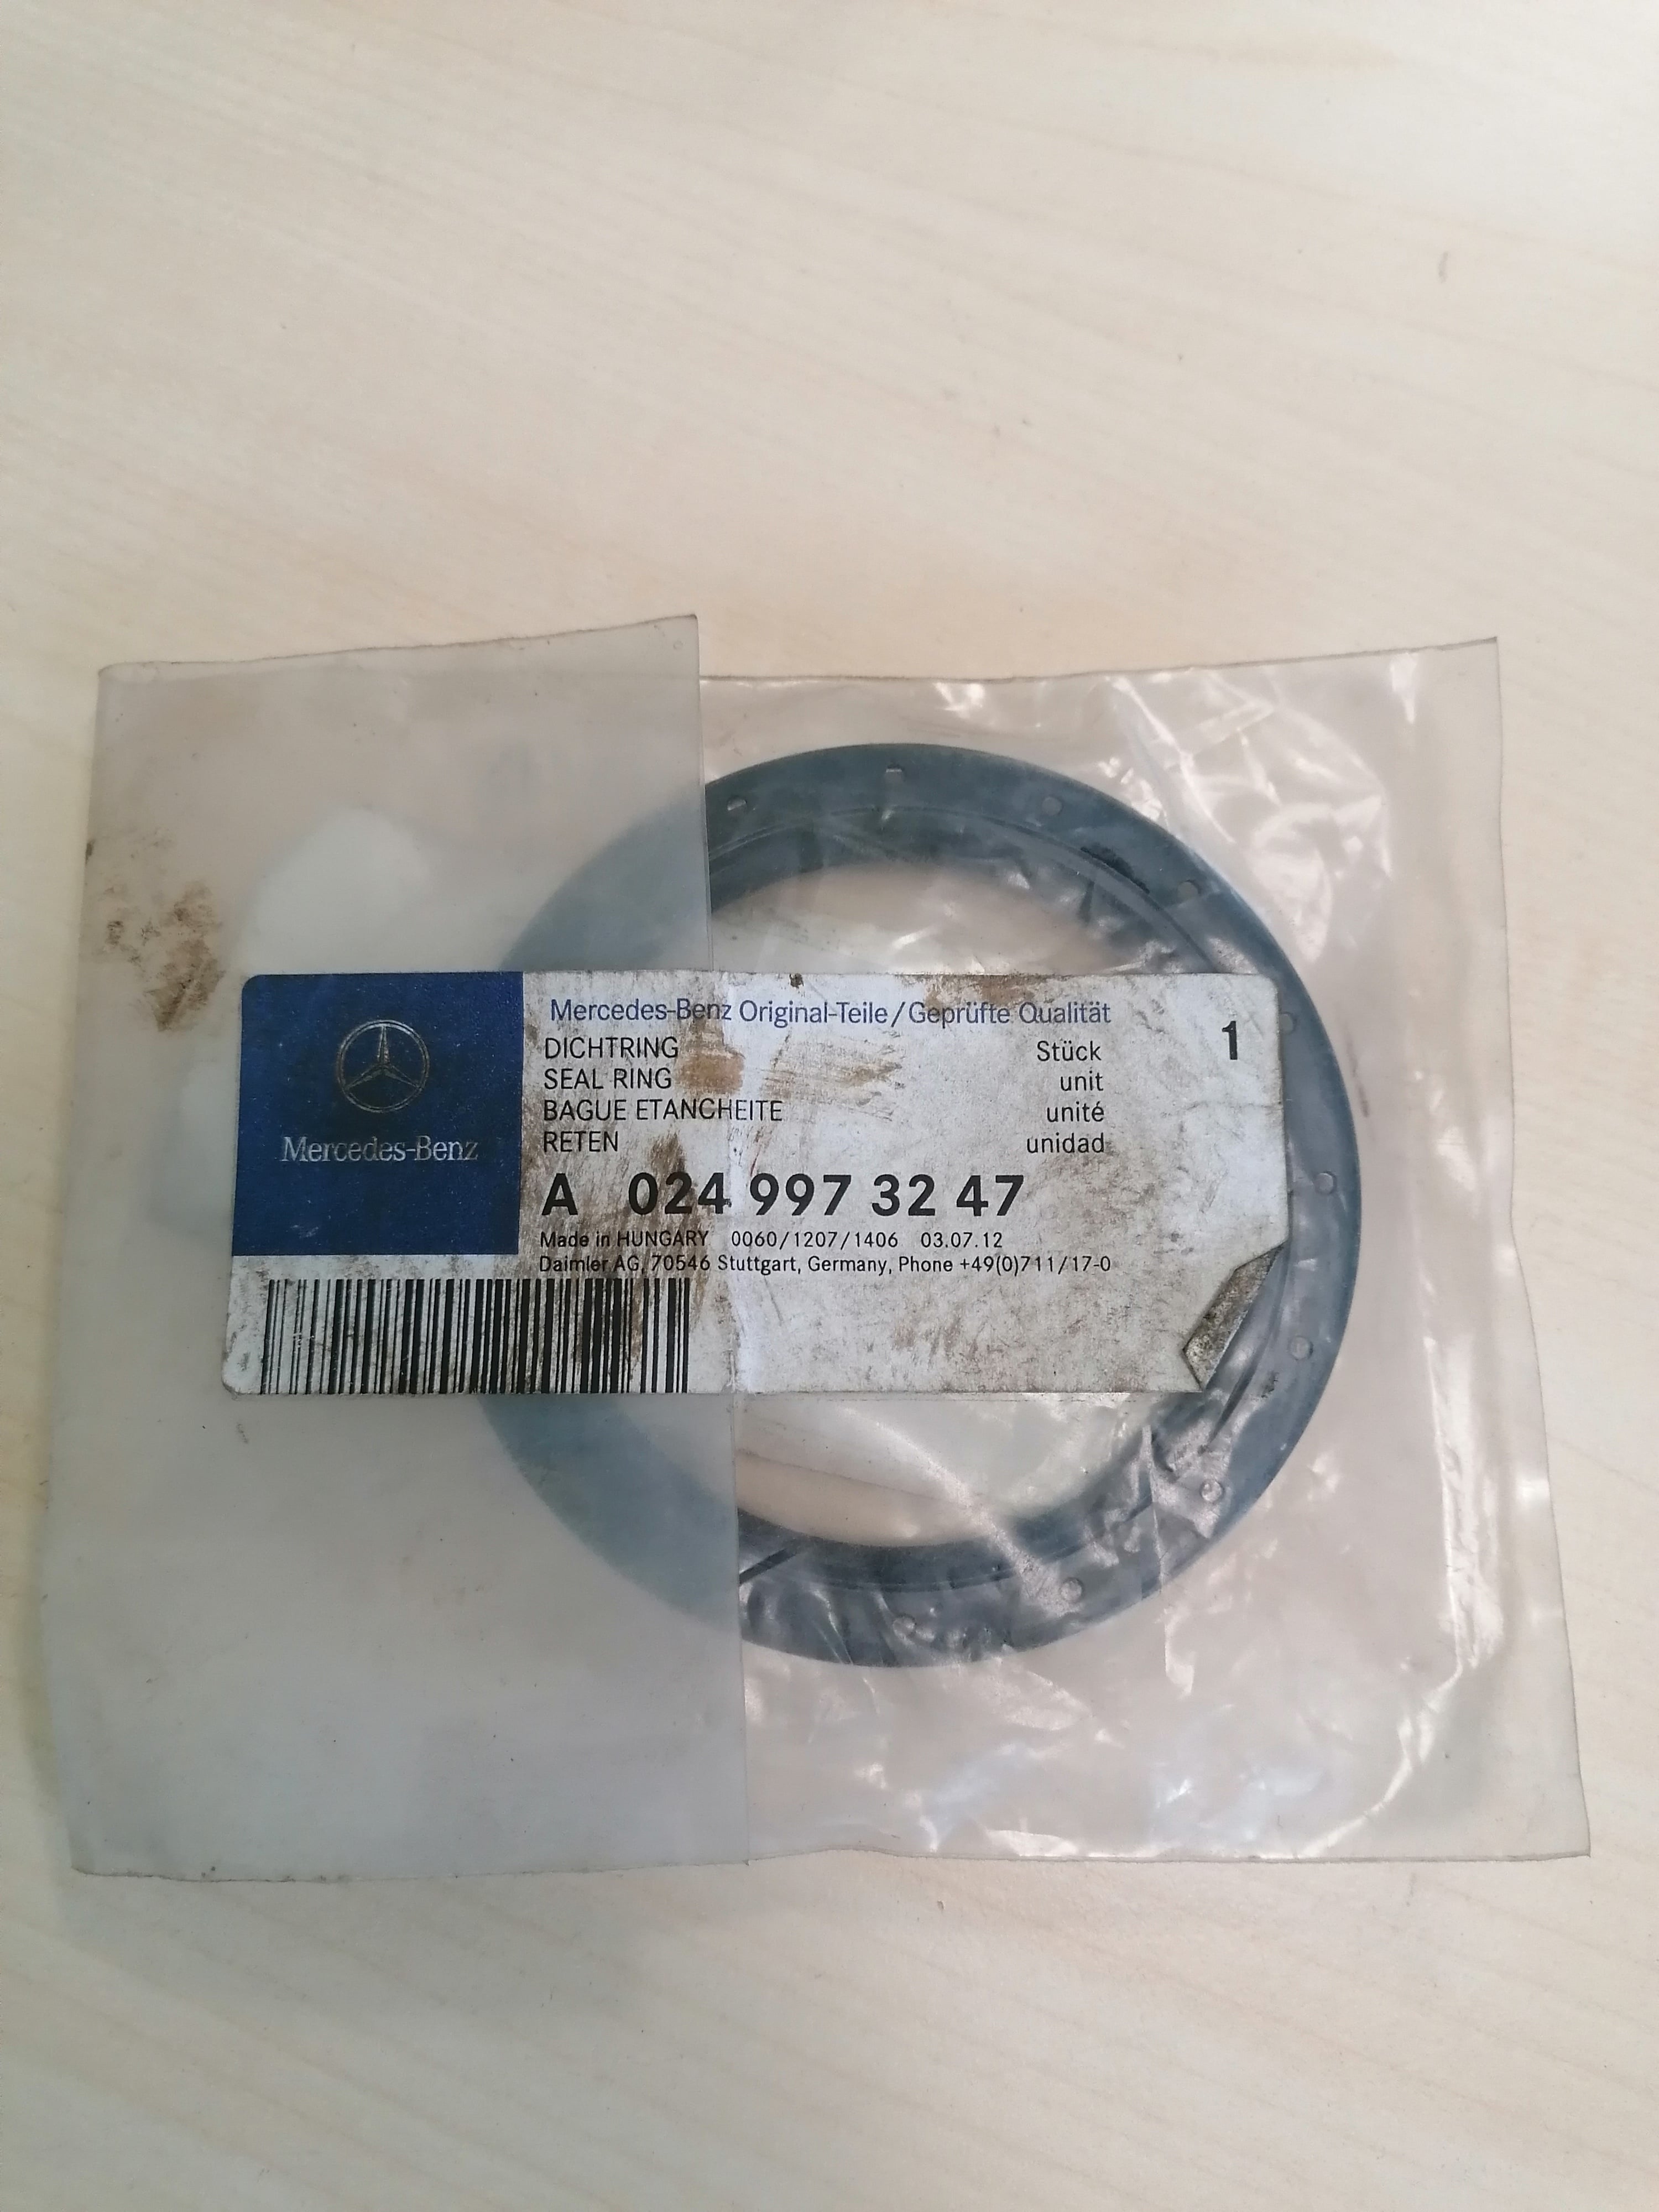 Mercedes-Benz
Mercedes-Benz Original-Teile/Geprüfte Qualität
DICHTRING Stück 1
SEAL RING unit
BAGUE ETANCHEITE unité
RETEN unidad
A 024 997 32 47
Made in HUNGARY 0060/1207/1406 03.07.12
Daimler AG, 70546 Stuttgart, Germany, Phone +49(0)711/17-0